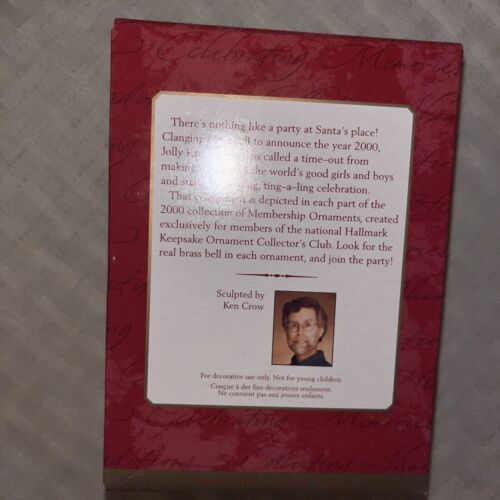 Celebrating Memories
There's nothing like a party at Santa's place!
Clanging to announce the year 2000,
Jolly called a time-out from
making the world's good girls and boys
and ting-a-ling celebration.
That is depicted in each part of the
2000 collection of Membership Ornaments, created
exclusively for members of the national Hallmark
Keepsake Ornament Collector's Club. Look for the
real brass bell in each ornament, and join the party!
Sculpted by
Ken Crow
For decorative use only. Not for young children.
Conçue à des fins décoratives seulement.
Ne convient pas aux jeunes enfants.
Celebrating Memories